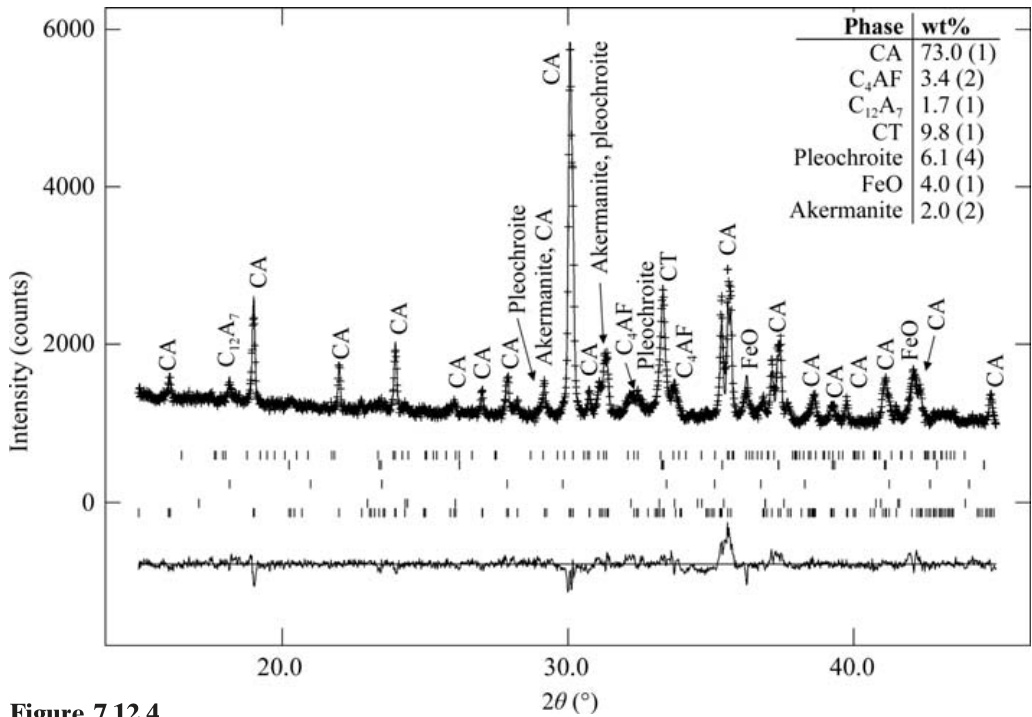 6000
4000
2000
0
Intensity (counts)
20.0
30.0
40.0
2θ (°)
CA
C₁₂A₇
CA
CA
CA
CA
CA
CA
Pleochroite
Akermanite, CA
CA
CA
Akermanite, pleochroite
C₄AF
Pleochroite
CT
C₄AF
CA
FeO
CA
CA
CA
CA
CA
FeO
CA
CA
Phase wt%
CA 73.0 (1)
C₄AF 3.4 (2)
C₁₂A₇ 1.7 (1)
CT 9.8 (1)
Pleochroite 6.1 (4)
FeO 4.0 (1)
Akermanite 2.0 (2)
Figure 7.12.4